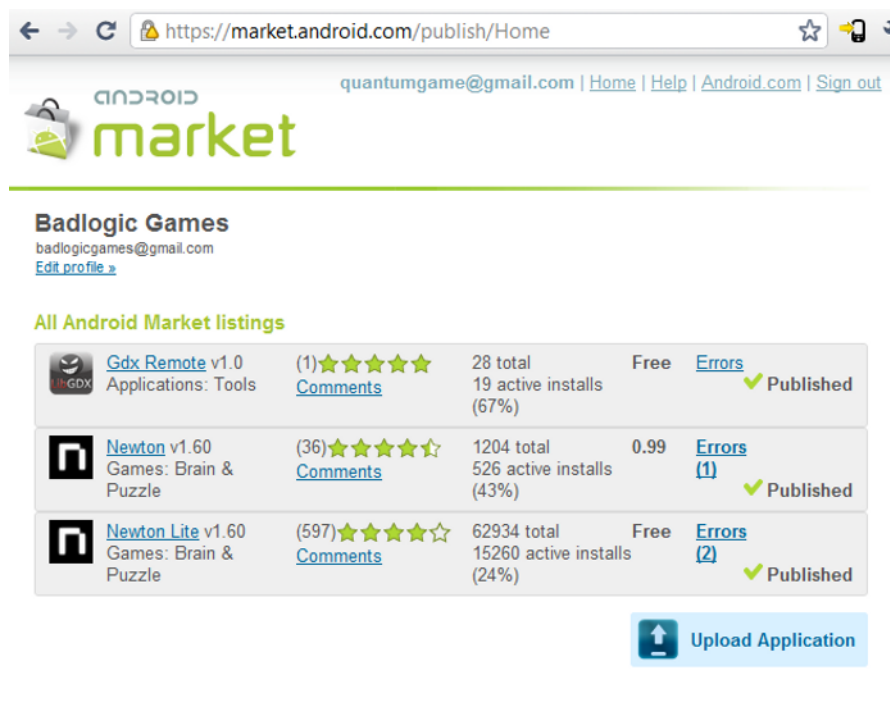 https://market.android.com/publish/Home
quantumgame@gmail.com | Home | Help | Android.com | Sign out
android
market
Badlogic Games
badlogicgames@gmail.com
Edit profile »
All Android Market listings
LibGDX
Gdx Remote v1.0
Applications: Tools
(1)
Comments
28 total
19 active installs
(67%)
Free
Errors
Published
n
Newton v1.60
Games: Brain &
Puzzle
(36)
Comments
1204 total
526 active installs
(43%)
0.99
Errors
(1)
Published
n
Newton Lite v1.60
Games: Brain &
Puzzle
(597)
Comments
62934 total
15260 active installs
(24%)
Free
Errors
(2)
Published
Upload Application